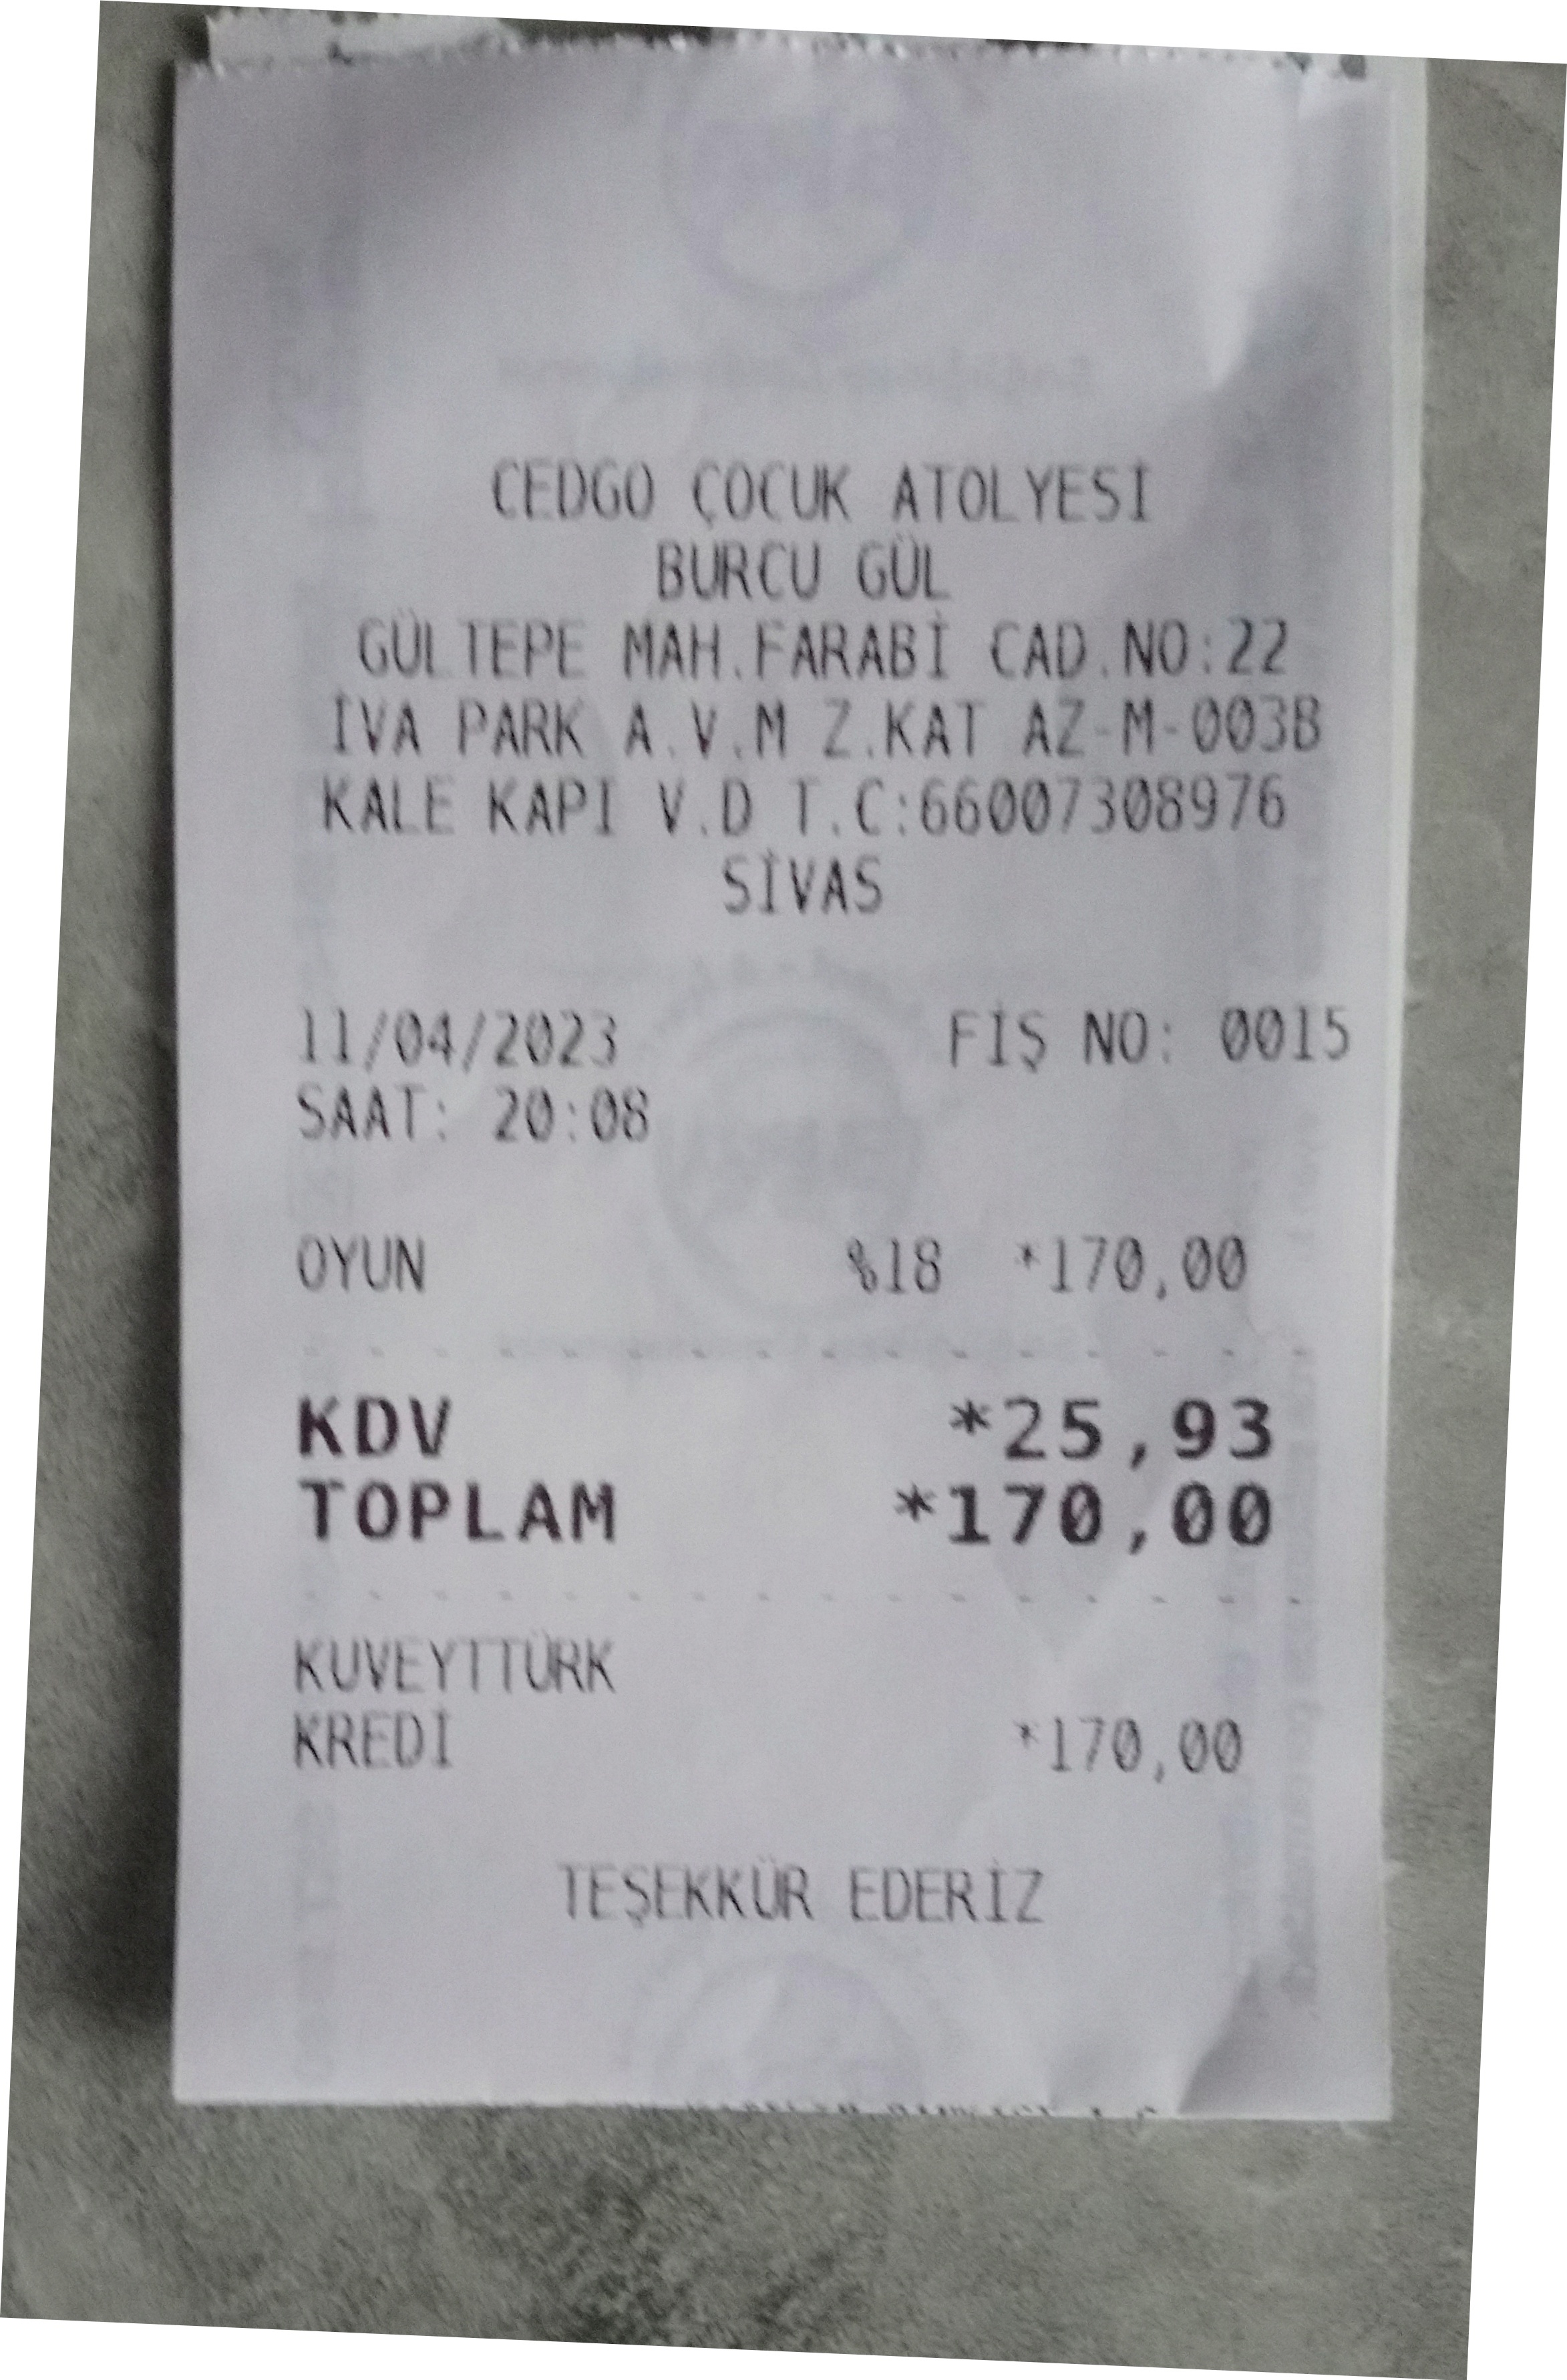 CEDGO ÇOCUK ATOLYESİ
BURCU GÜL
GÜLTEPE MAH.FARABİ CAD.NO:22
İVA PARK A.V.M Z.KAT AZ-M-003B
KALE KAPI V.D T.C:66007308976
SİVAS
11/04/2023 FİŞ NO: 0015
SAAT: 20:08
OYUN %18 *170,00
KDV *25,93
TOPLAM *170,00
KUVEYTTÜRK
KREDİ *170,00
TEŞEKKÜR EDERİZ